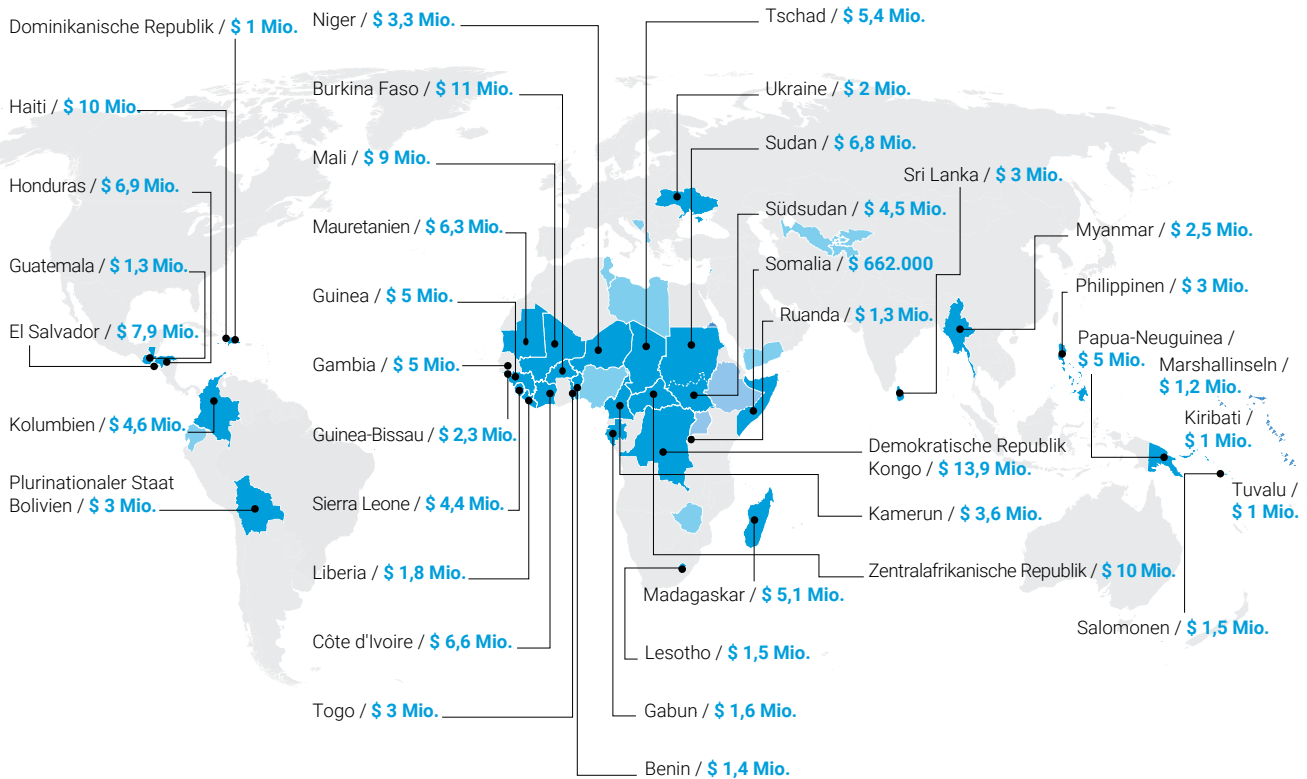 Dominikanische Republik / $ 1 Mio.
Haiti / $ 10 Mio.
Honduras / $ 6,9 Mio.
Guatemala / $ 1,3 Mio.
El Salvador / $ 7,9 Mio.
Kolumbien / $ 4,6 Mio.
Plurinationaler Staat
Bolivien / $ 3 Mio.
Niger / $ 3,3 Mio.
Burkina Faso / $ 11 Mio.
Mali / $ 9 Mio.
Mauretanien / $ 6,3 Mio.
Guinea / $ 5 Mio.
Gambia / $ 5 Mio.
Guinea-Bissau / $ 2,3 Mio.
Sierra Leone / $ 4,4 Mio.
Liberia / $ 1,8 Mio.
Côte d'Ivoire / $ 6,6 Mio.
Togo / $ 3 Mio.
Tschad / $ 5,4 Mio.
Ukraine / $ 2 Mio.
Sudan / $ 6,8 Mio.
Sri Lanka / $ 3 Mio.
Südsudan / $ 4,5 Mio.
Somalia / $ 662.000
Ruanda / $ 1,3 Mio.
Myanmar / $ 2,5 Mio.
Philippinen / $ 3 Mio.
Papua-Neuguinea /
$ 5 Mio.
Marshallinseln /
$ 1,2 Mio.
Kiribati /
$ 1 Mio.
Tuvalu /
$ 1 Mio.
Salomonen / $ 1,5 Mio.
Demokratische Republik
Kongo / $ 13,9 Mio.
Kamerun / $ 3,6 Mio.
Zentralafrikanische Republik / $ 10 Mio.
Madagaskar / $ 5,1 Mio.
Lesotho / $ 1,5 Mio.
Gabun / $ 1,6 Mio.
Benin / $ 1,4 Mio.